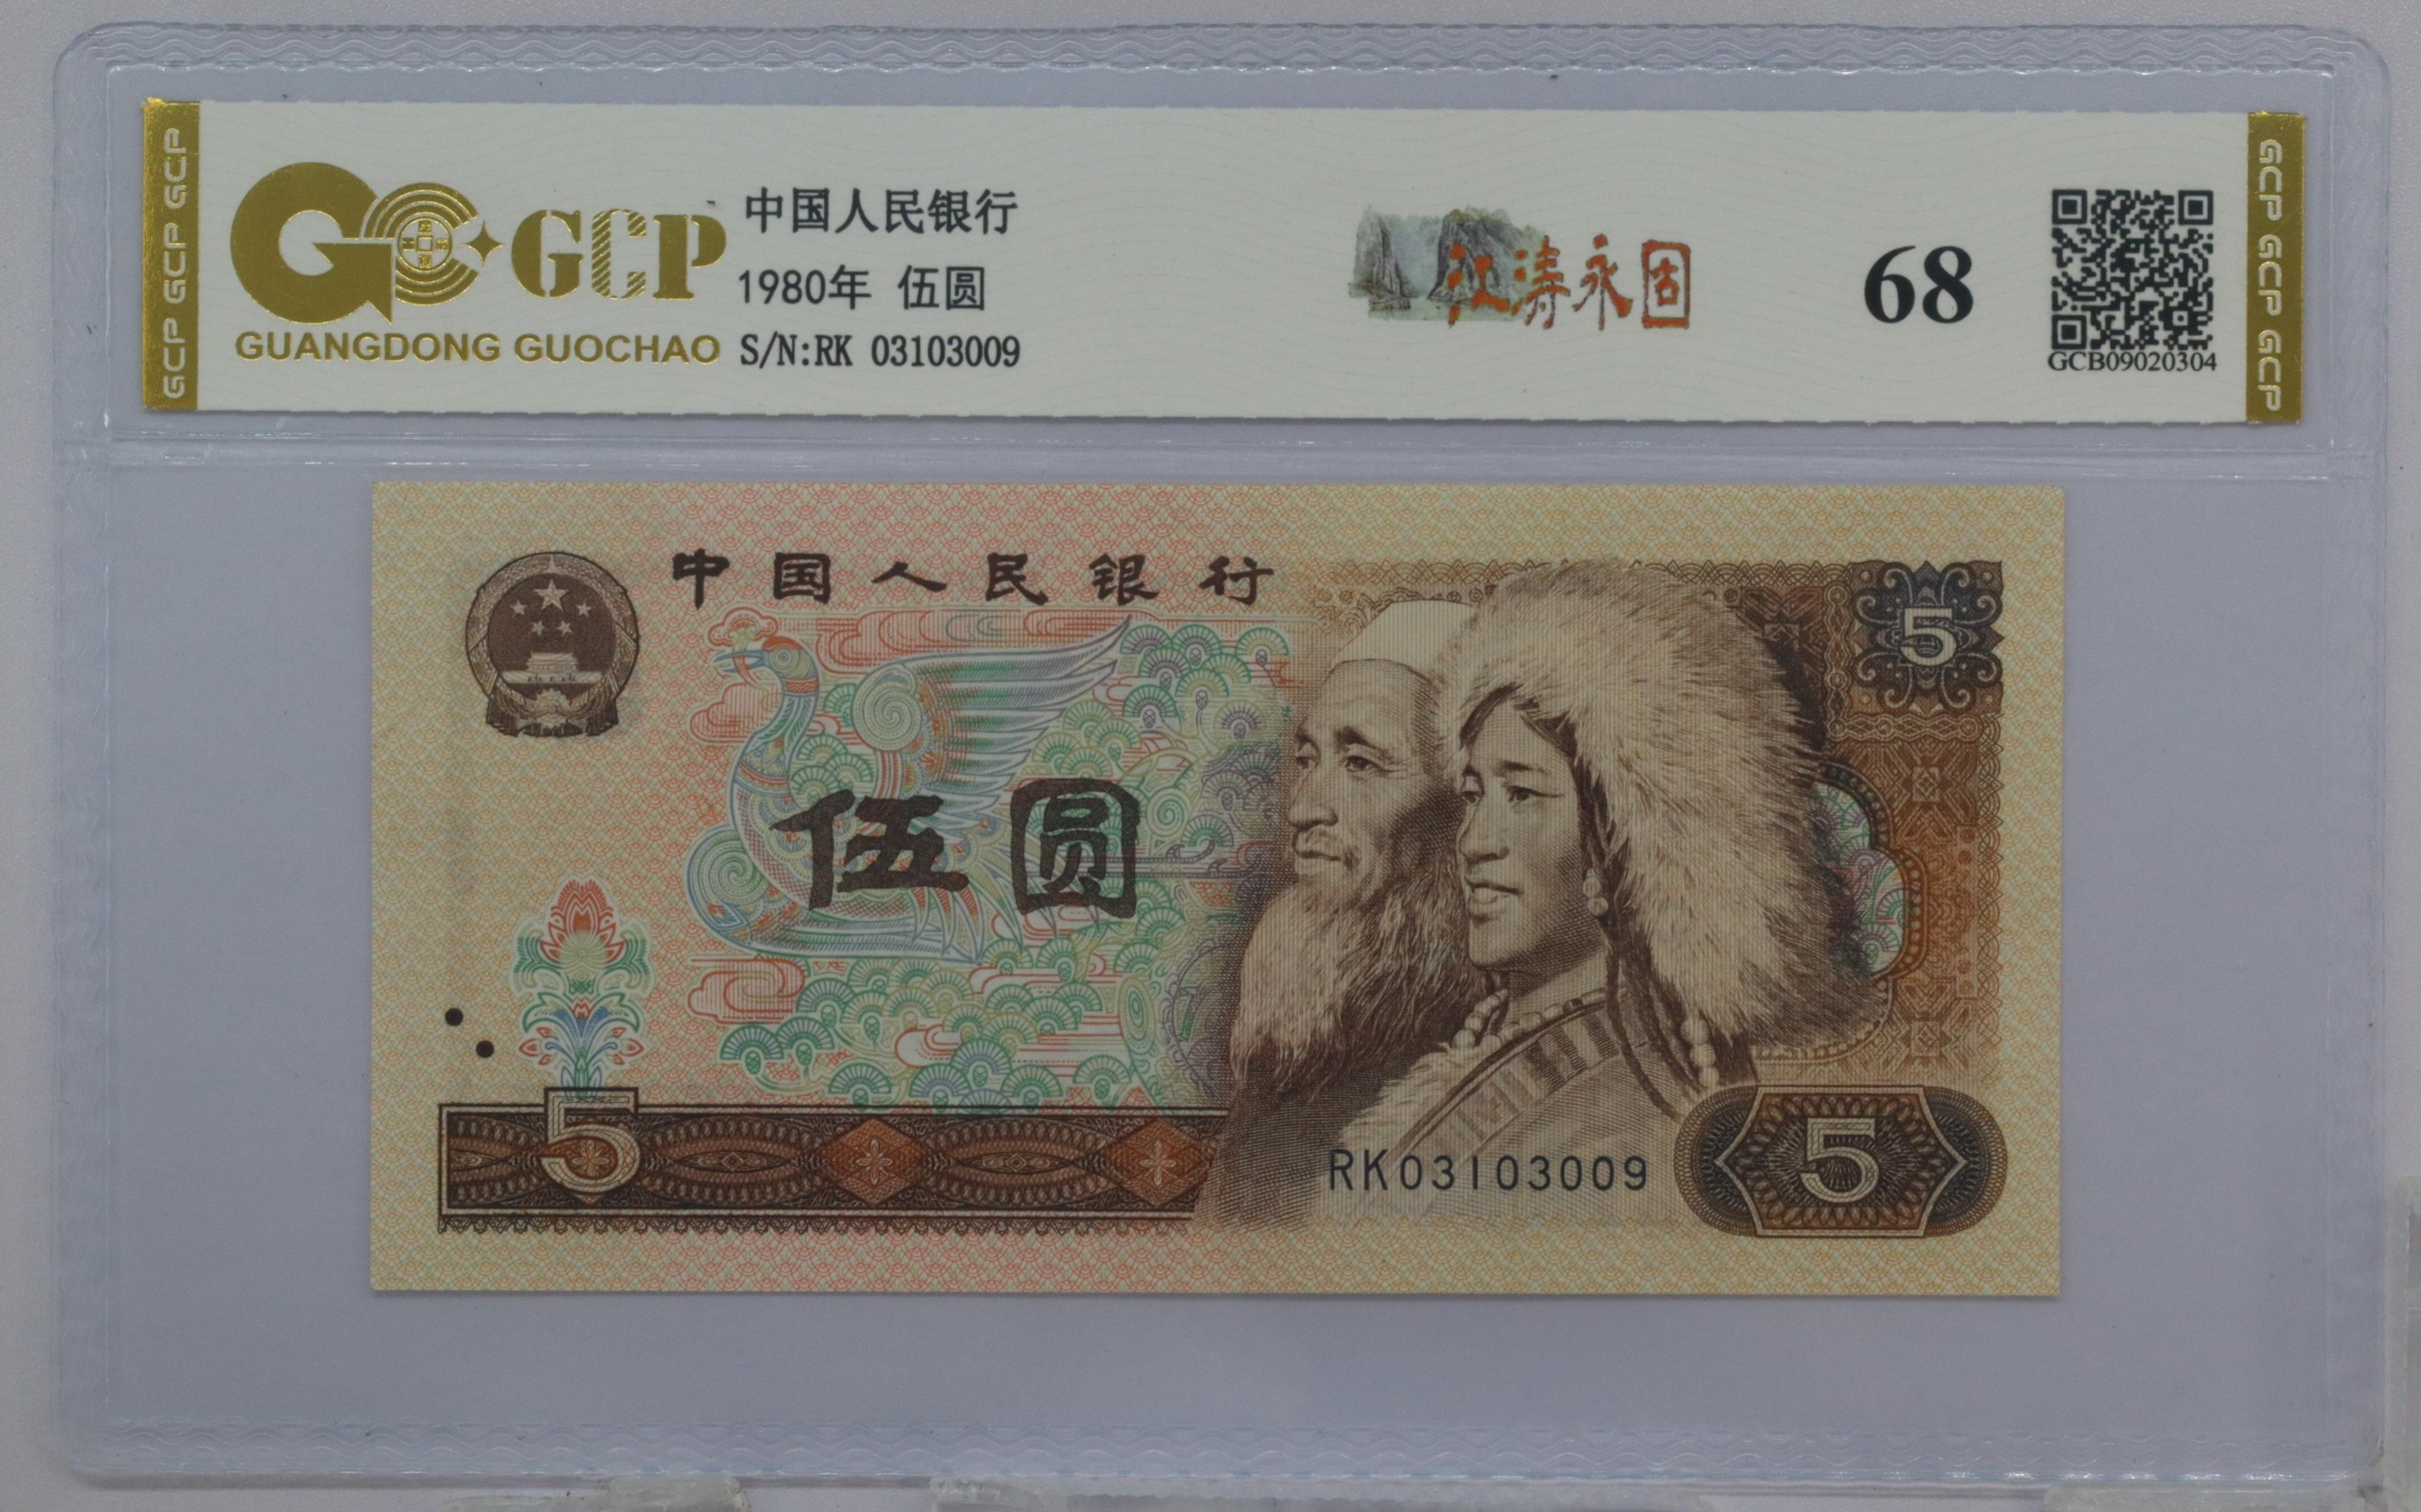 GCP GCP GCP
GCP
GUANGDONG GUOCHAO
中国人民银行
1980年 伍圆
S/N:RK 03103009
江涛永固
68
GCB09020304
GCP GCP GCP
中国人民银行
5
伍圆
5
RK03103009
5